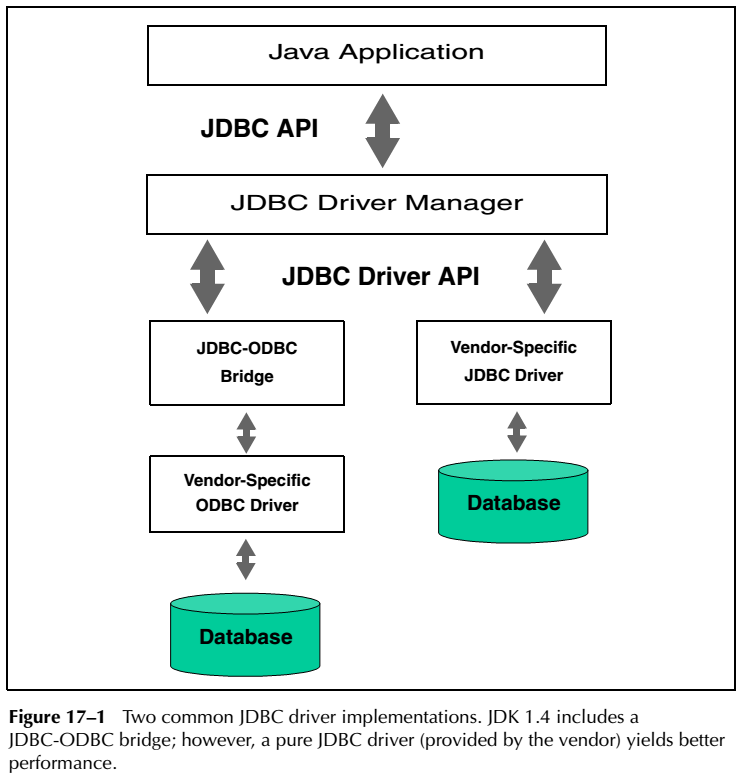 Java Application
JDBC API
JDBC Driver Manager
JDBC Driver API
JDBC-ODBC
Bridge
Vendor-Specific
JDBC Driver
Vendor-Specific
ODBC Driver
Database
Database
Figure 17–1 Two common JDBC driver implementations. JDK 1.4 includes a
JDBC-ODBC bridge; however, a pure JDBC driver (provided by the vendor) yields better
performance.